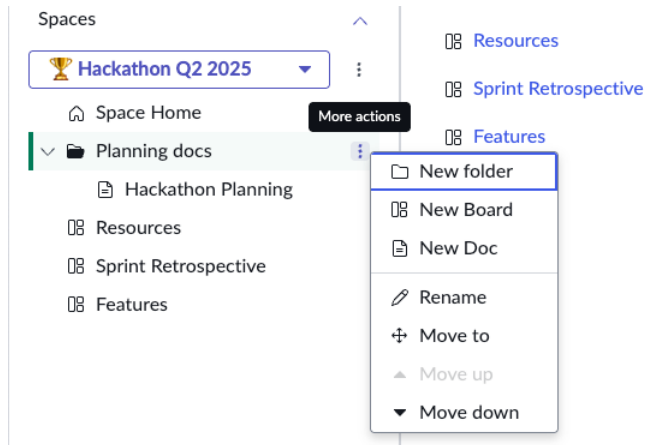 Spaces
Hackathon Q2 2025
Space Home
More actions
Planning docs
Hackathon Planning
Resources
Sprint Retrospective
Features
Resources
Sprint Retrospective
Features
New folder
New Board
New Doc
Rename
Move to
Move up
Move down